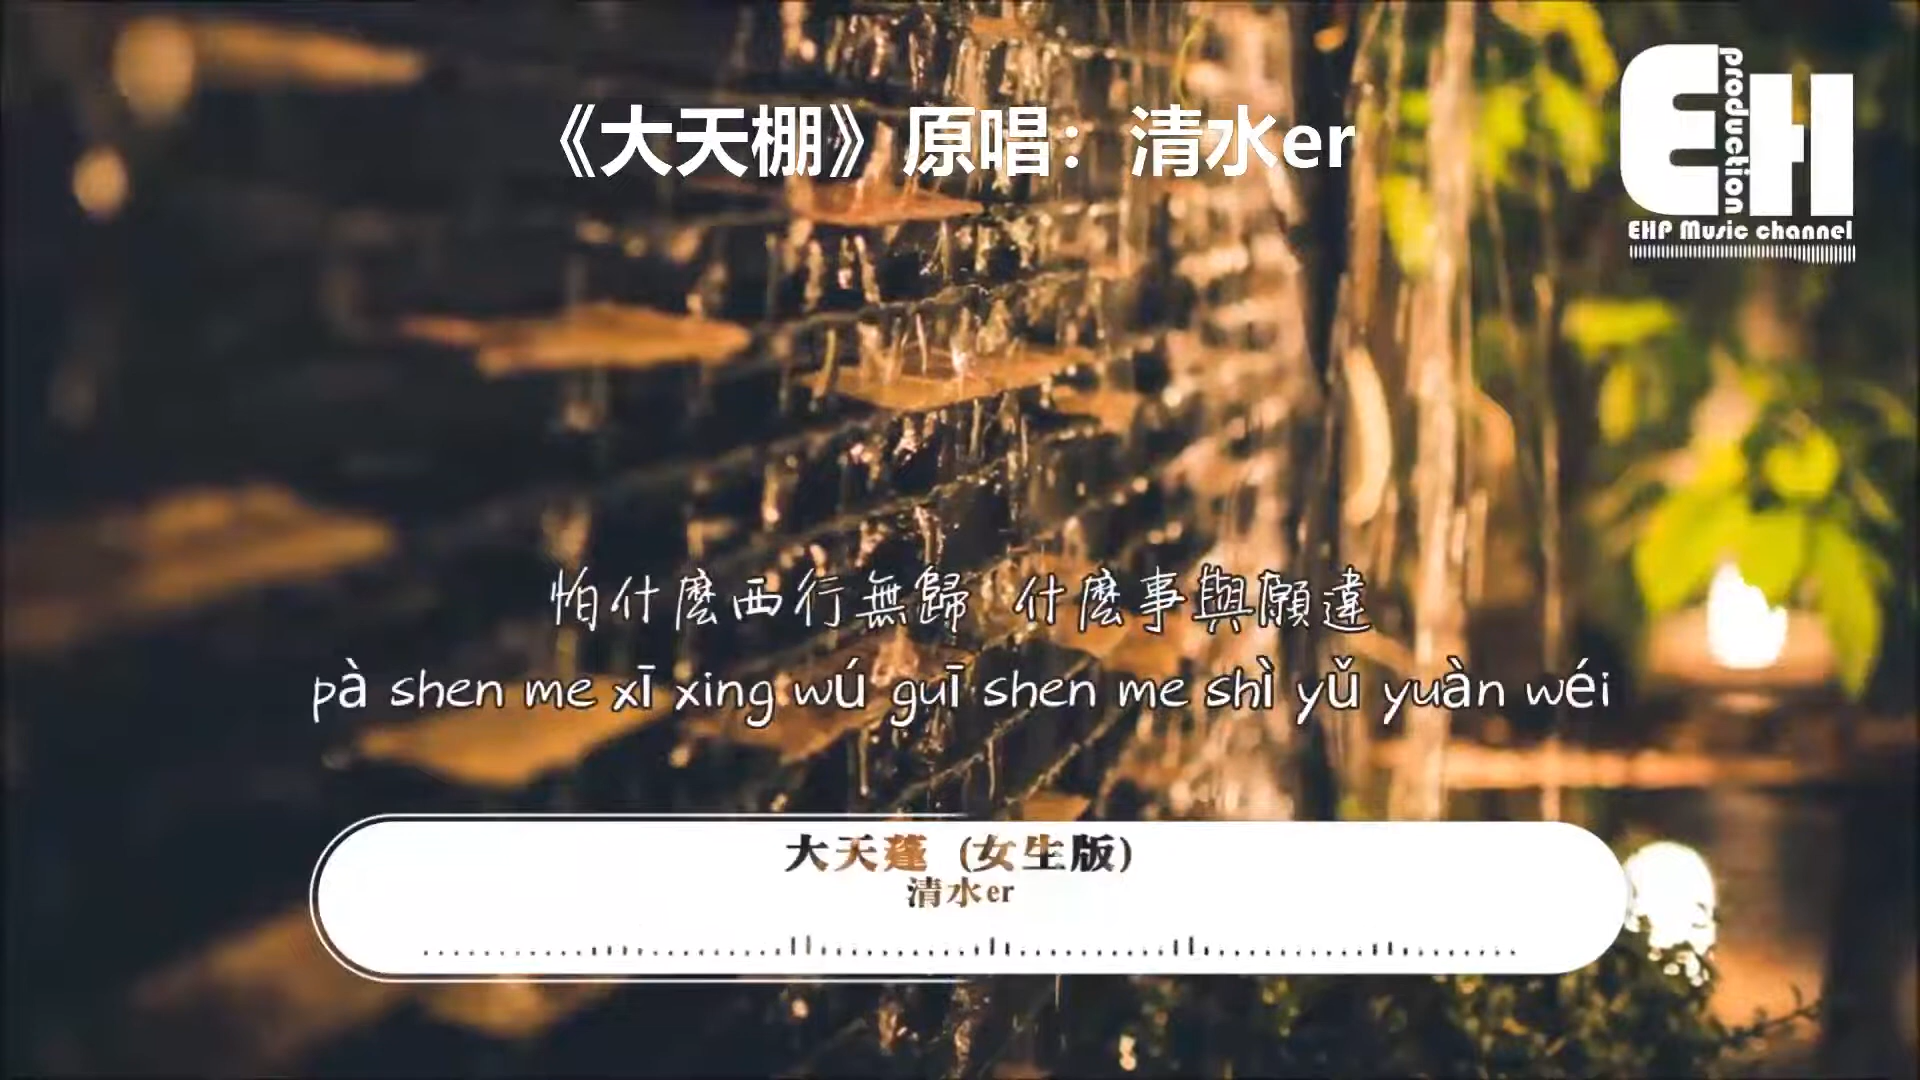 《大天棚》原唱：清水er
EH
production
EHP Music channel
怕什麼西行無歸 什麼事與願違
pà shen me xī xing wú guī shen me shì yǔ yuàn wéi
大天蓬 (女生版)
清水er